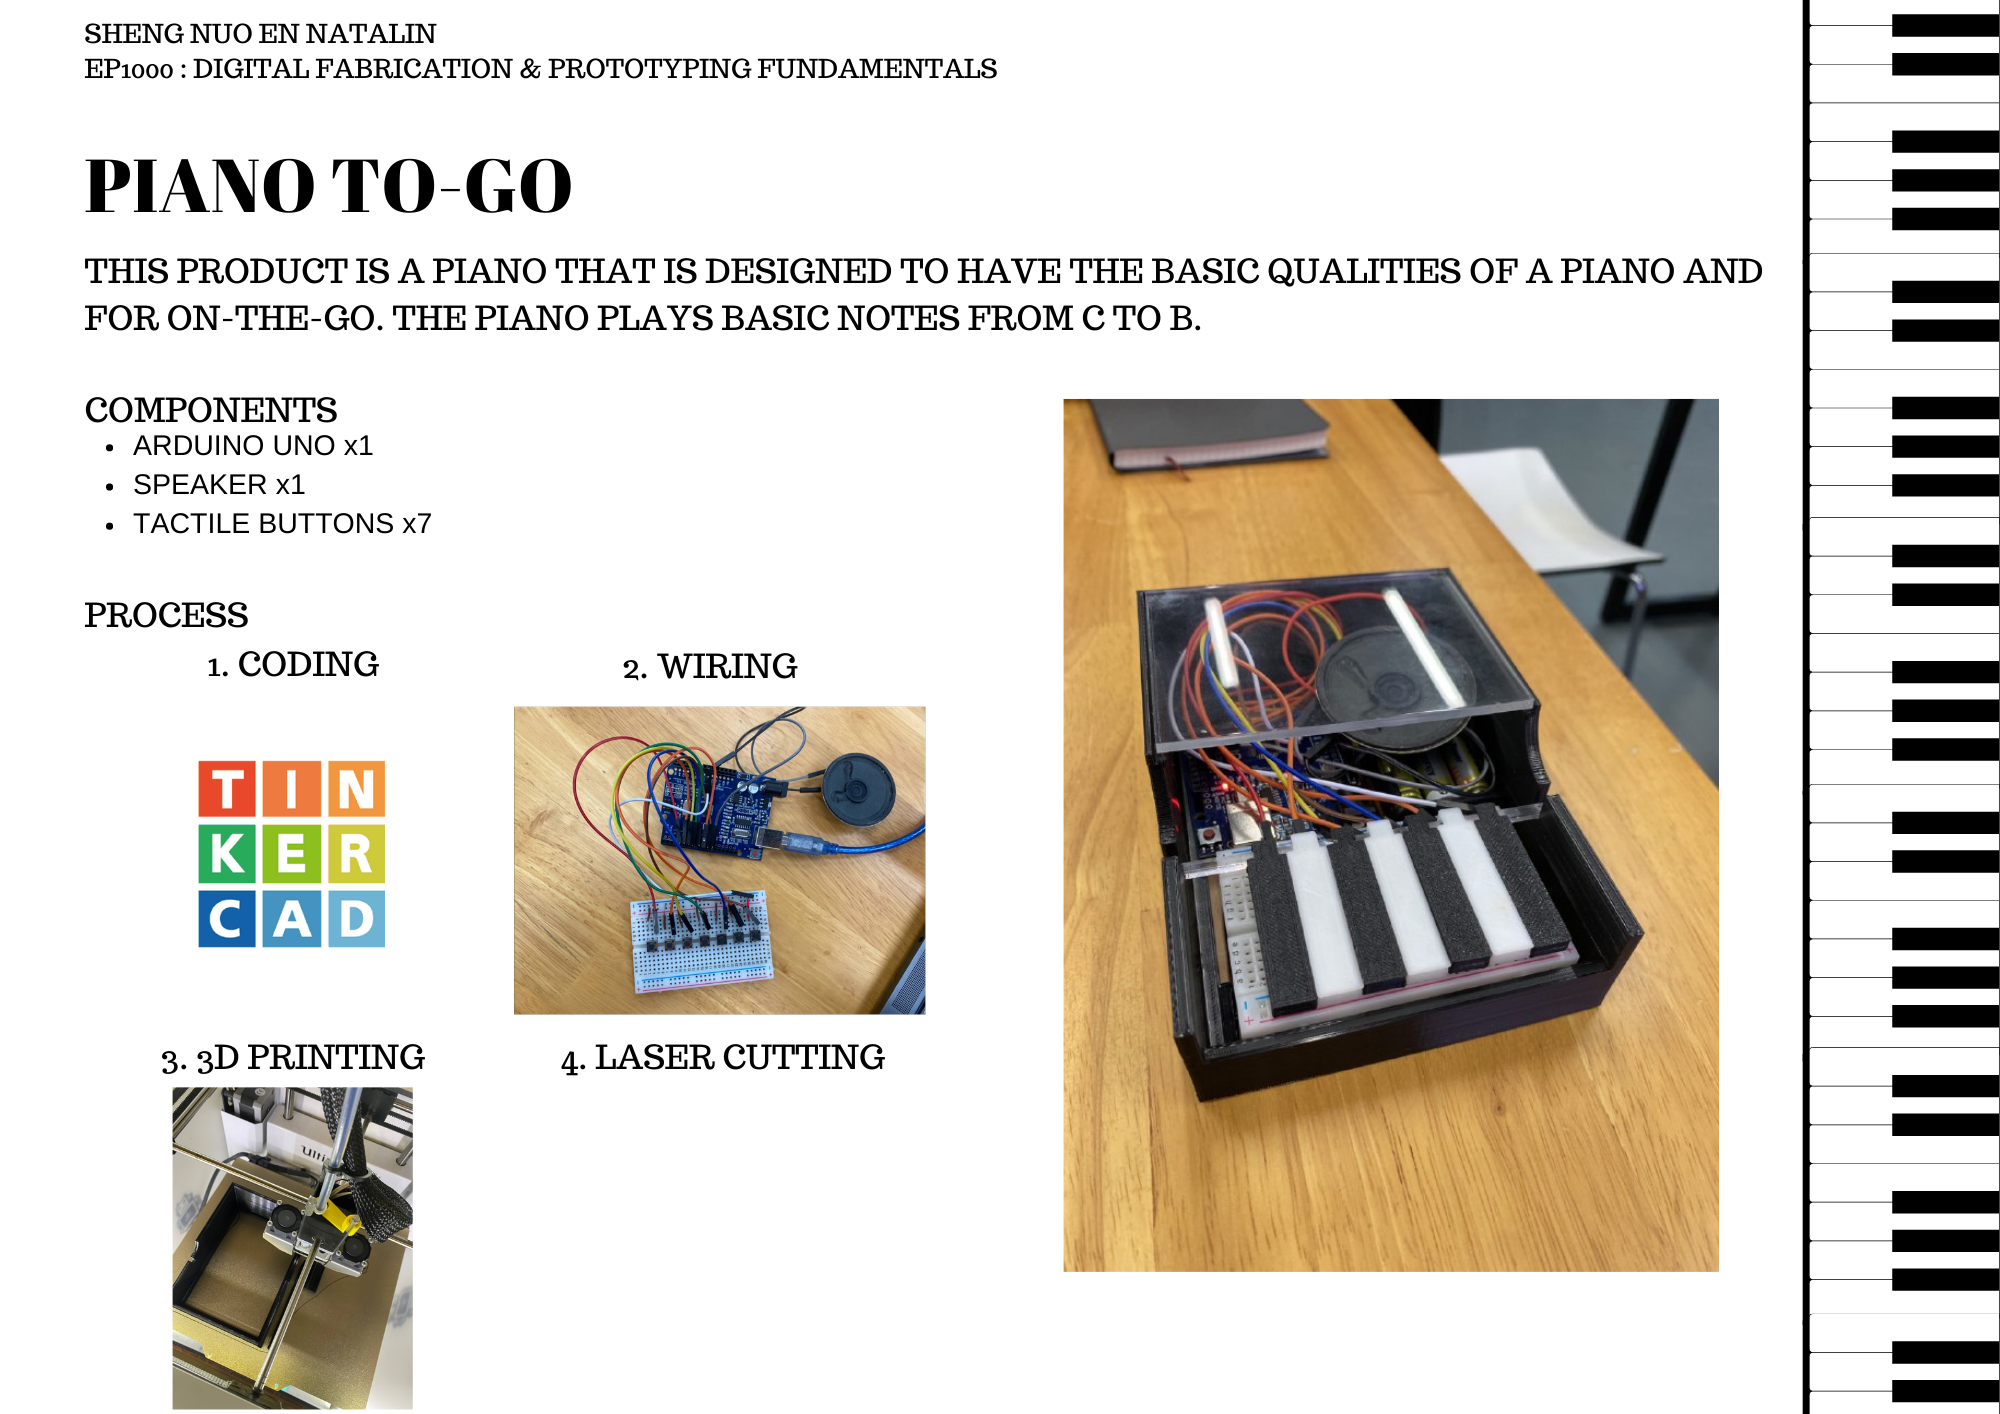 SHENG NUO EN NATALIN
EP1000 : DIGITAL FABRICATION & PROTOTYPING FUNDAMENTALS
PIANO TO-GO
THIS PRODUCT IS A PIANO THAT IS DESIGNED TO HAVE THE BASIC QUALITIES OF A PIANO AND
FOR ON-THE-GO. THE PIANO PLAYS BASIC NOTES FROM C TO B.
COMPONENTS
• ARDUINO UNO x1
• SPEAKER x1
• TACTILE BUTTONS x7
PROCESS
1. CODING
2. WIRING
TIN
KER
CAD
3. 3D PRINTING
4. LASER CUTTING